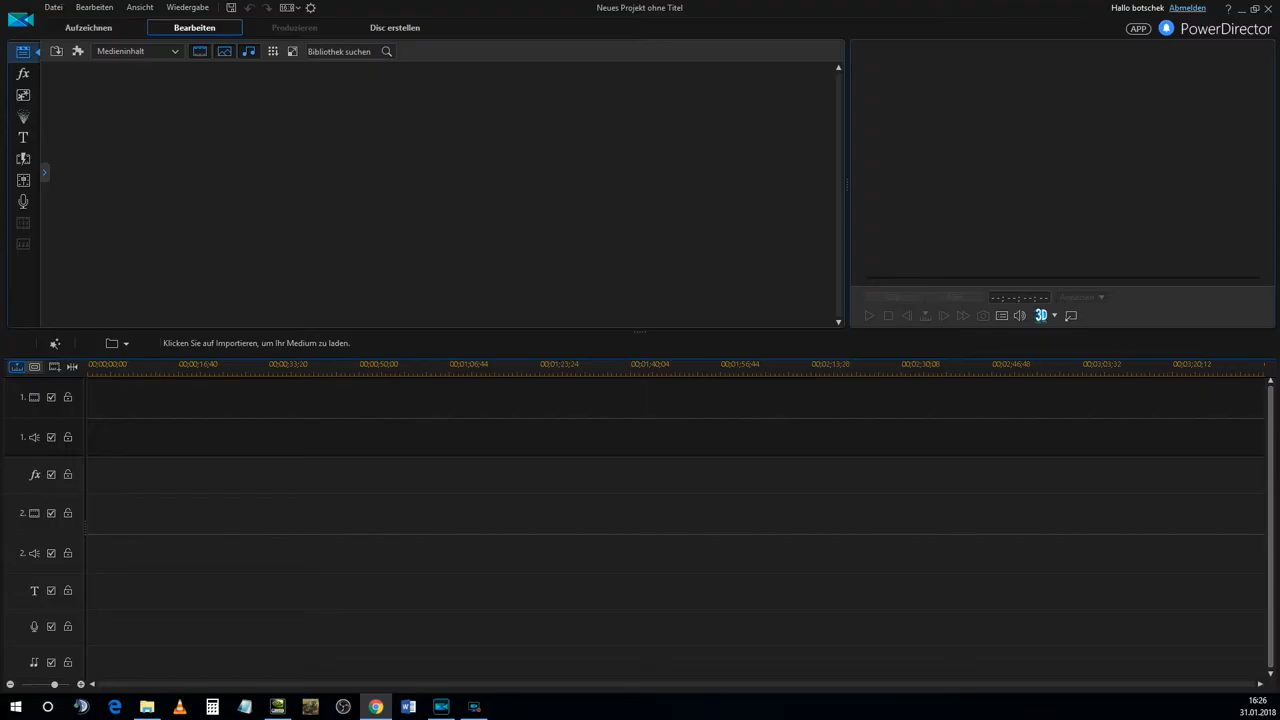 Datei Bearbeiten Ansicht Wiedergabe
Neues Projekt ohne Titel
Hallo botschek Abmelden ?
Aufzeichnen Bearbeiten Produzieren Disc erstellen
APP PowerDirector
Medieninhalt
Bibliothek suchen
fx
T
--;--;--;--
Anpassen
3D
Klicken Sie auf Importieren, um Ihr Medium zu laden.
00;00;00;00 00;00;16;40 00;00;33;20 00;00;50;00 00;01;06;44 00;01;23;24 00;01;40;04 00;01;56;44 00;02;13;28 00;02;30;08 00;02;46;48 00;03;03;32 00;03;20;12
1.
1.
fx
2.
2.
T
16:26
31.01.2018